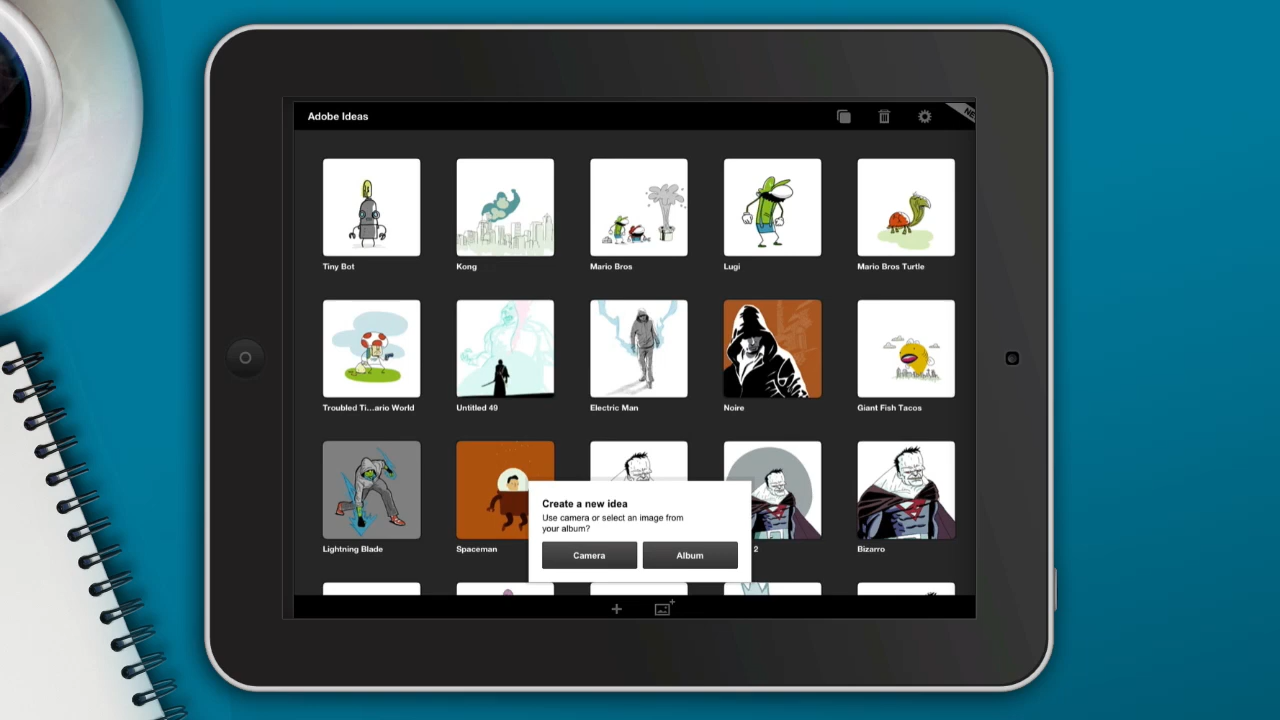 Adobe Ideas
Tiny Bot
Kong
Mario Bros
Lugi
Mario Bros Turtle
Troubled Ti...ario World
Untitled 49
Electric Man
Noire
Giant Fish Tacos
Lightning Blade
Spaceman
2
Bizarro
Create a new idea
Use camera or select an image from
your album?
Camera
Album